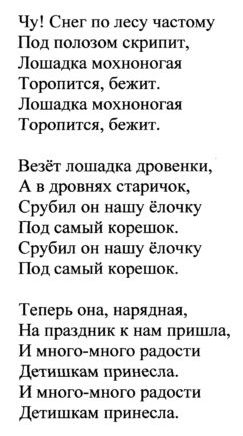 Чу! Снег по лесу частому
Под полозом скрипит,
Лошадка мохноногая
Торопится, бежит.
Лошадка мохноногая
Торопится, бежит.

Везёт лошадка дровенки,
А в дровнях старичок,
Срубил он нашу ёлочку
Под самый корешок.
Срубил он нашу ёлочку
Под самый корешок.

Теперь она, нарядная,
На праздник к нам пришла,
И много-много радости
Детишкам принесла.
И много-много радости
Детишкам принесла.